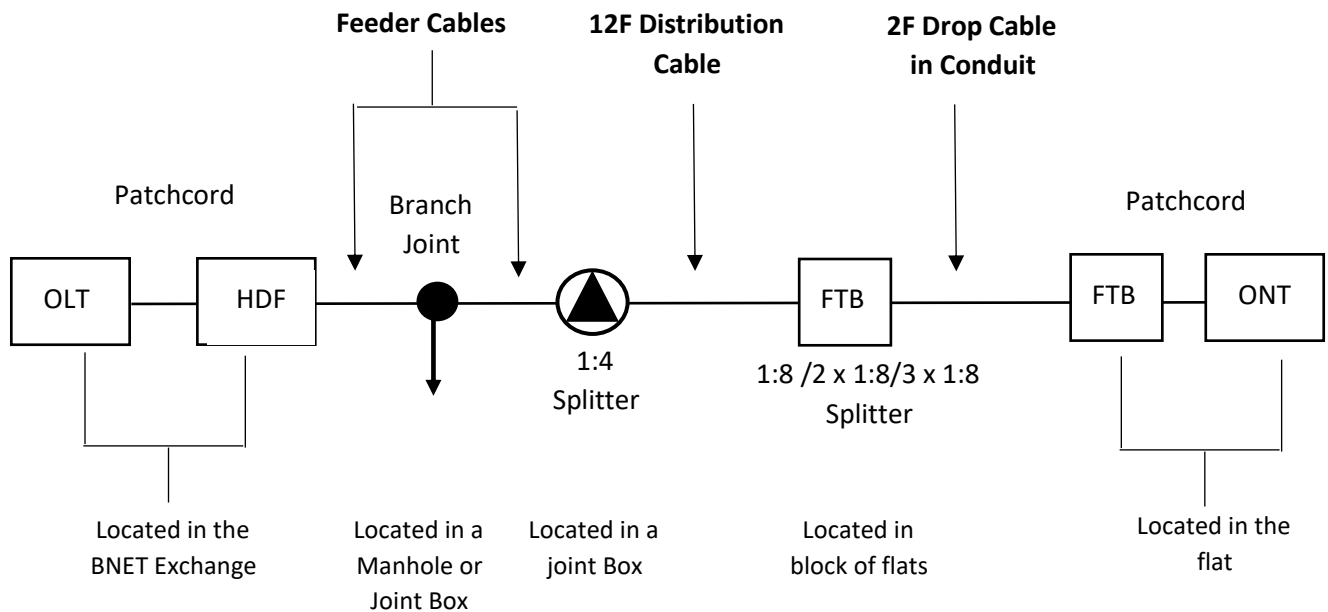 Feeder Cables
12F Distribution
Cable
2F Drop Cable
in Conduit
Patchcord
Branch
Joint
Patchcord
OLT
HDF
FTB
FTB
ONT
1:4
Splitter
1:8 /2 x 1:8/3 x 1:8
Splitter
Located in the
BNET Exchange
Located in a
Manhole or
Joint Box
Located in a
joint Box
Located in
block of flats
Located in the
flat